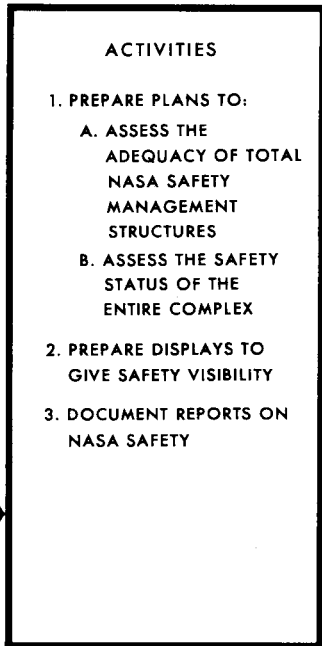 ACTIVITIES
1. PREPARE PLANS TO:
A. ASSESS THE
ADEQUACY OF TOTAL
NASA SAFETY
MANAGEMENT
STRUCTURES
B. ASSESS THE SAFETY
STATUS OF THE
ENTIRE COMPLEX
2. PREPARE DISPLAYS TO
GIVE SAFETY VISIBILITY
3. DOCUMENT REPORTS ON
NASA SAFETY